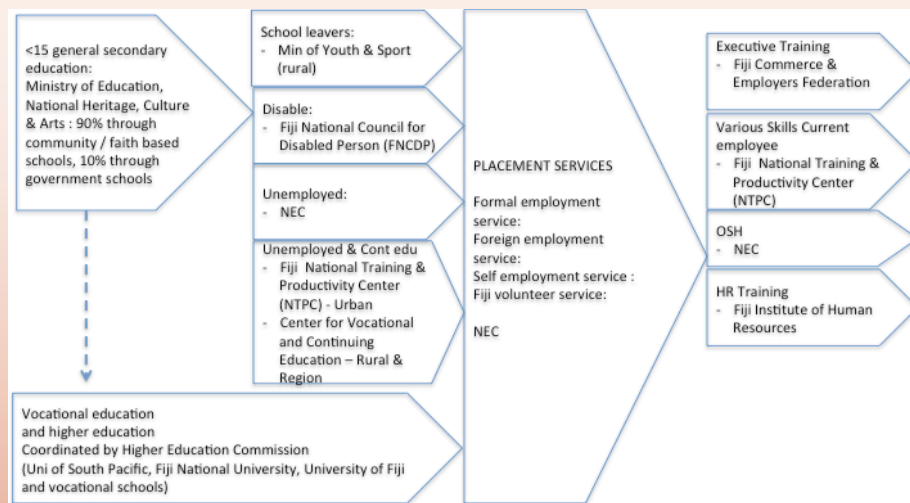 <15 general secondary
education:
Ministry of Education,
National Heritage, Culture
& Arts : 90% through
community / faith based
schools, 10% through
government schools
School leavers:
- Min of Youth & Sport
(rural)
Disable:
- Fiji National Council for
Disabled Person (FNCDP)
Unemployed:
- NEC
Unemployed & Cont edu
- Fiji National Training &
Productivity Center
(NTPC) - Urban
- Center for Vocational
and Continuing
Education – Rural &
Region
Vocational education
and higher education
Coordinated by Higher Education Commission
(Uni of South Pacific, Fiji National University, University of Fiji
and vocational schools)
PLACEMENT SERVICES
Formal employment
service:
Foreign employment
service:
Self employment service :
Fiji volunteer service:
NEC
Executive Training
- Fiji Commerce &
Employers Federation
Various Skills Current
employee
- Fiji National Training &
Productivity Center
(NTPC)
OSH
- NEC
HR Training
- Fiji Institute of Human
Resources